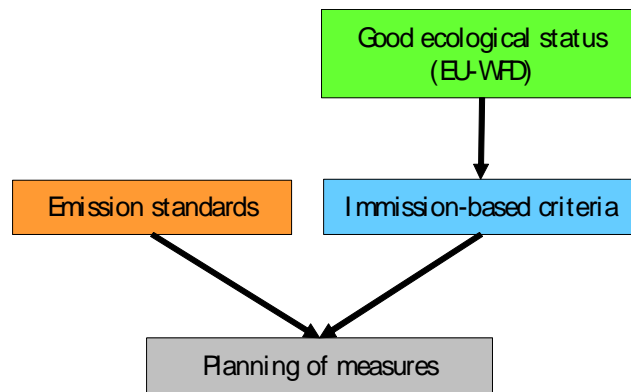 Good ecological status
(EU-WFD)
Emission standards
Immission-based criteria
Planning of measures